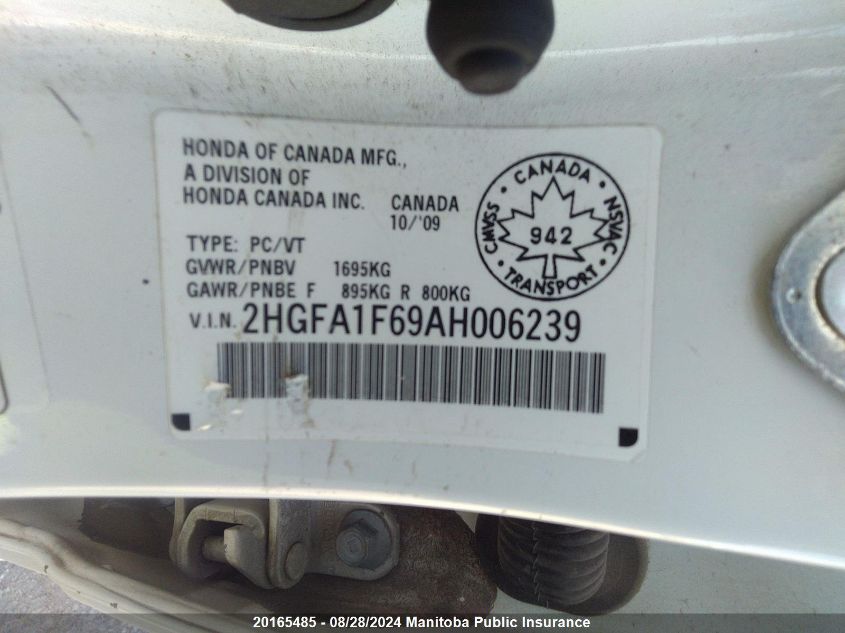 HONDA OF CANADA MFG.,
A DIVISION OF
HONDA CANADA INC. CANADA
10/'09
TYPE: PC/VT
GVWR/PNBV 1695KG
GAWR/PNBE F 895KG R 800KG
V.I.N. 2HGFA1F69AH006239
CANADA
CMVSS
942
NSVAC
TRANSPORT
20165485 - 08/28/2024 Manitoba Public Insurance